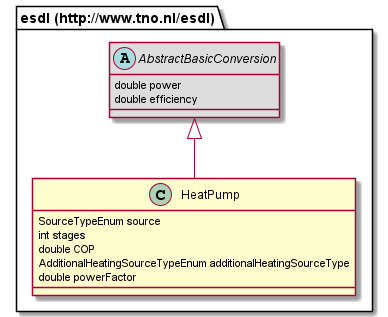 esdl (http://www.tno.nl/esdl)
A AbstractBasicConversion
double power
double efficiency
C HeatPump
SourceTypeEnum source
int stages
double COP
AdditionalHeatingSourceTypeEnum additionalHeatingSourceType
double powerFactor